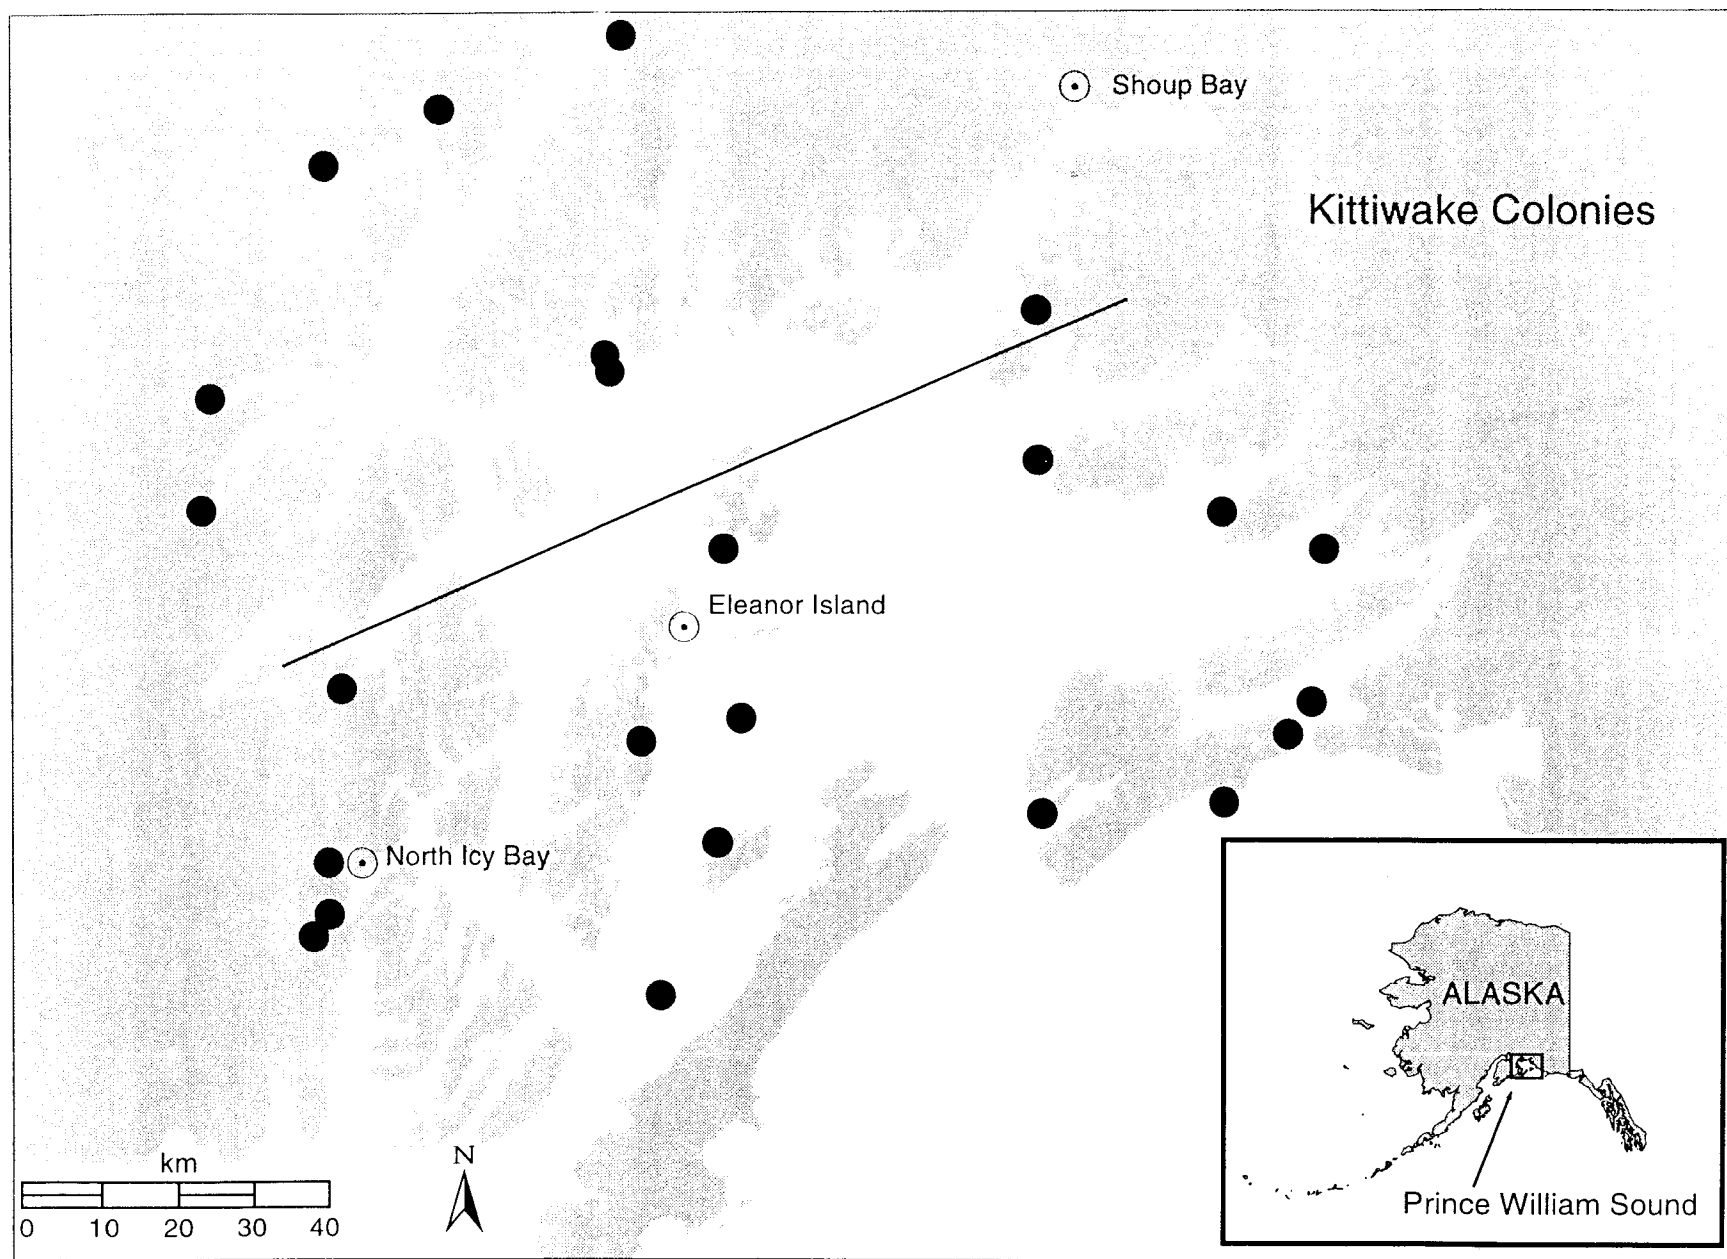 Shoup Bay
Kittiwake Colonies
Eleanor Island
North Icy Bay
ALASKA
Prince William Sound
km
0 10 20 30 40
N